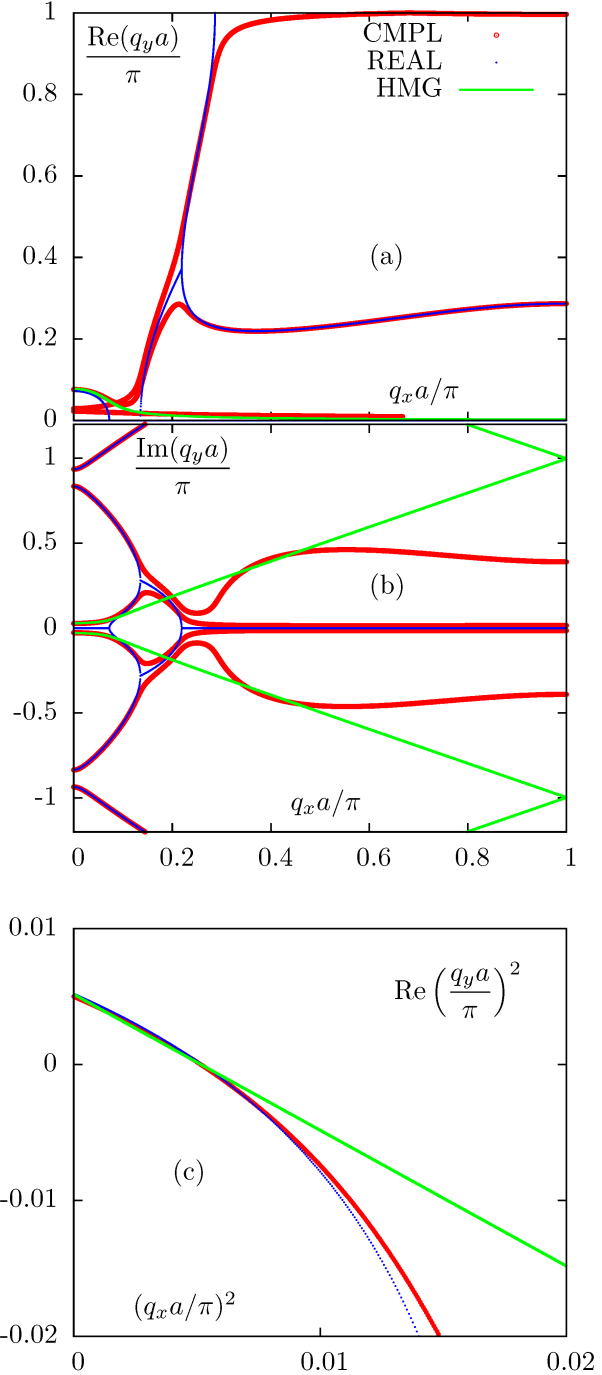 1
0.8
0.6
0.4
0.2
0
Re(q_y a)
π
CMPL
REAL
HMG
(a)
q_x a/π
1
0.5
0
-0.5
-1
Im(q_y a)
π
(b)
q_x a/π
0 0.2 0.4 0.6 0.8 1
0.01
0
-0.01
-0.02
Re (q_y a / π)^2
(c)
(q_x a/π)^2
0 0.01 0.02